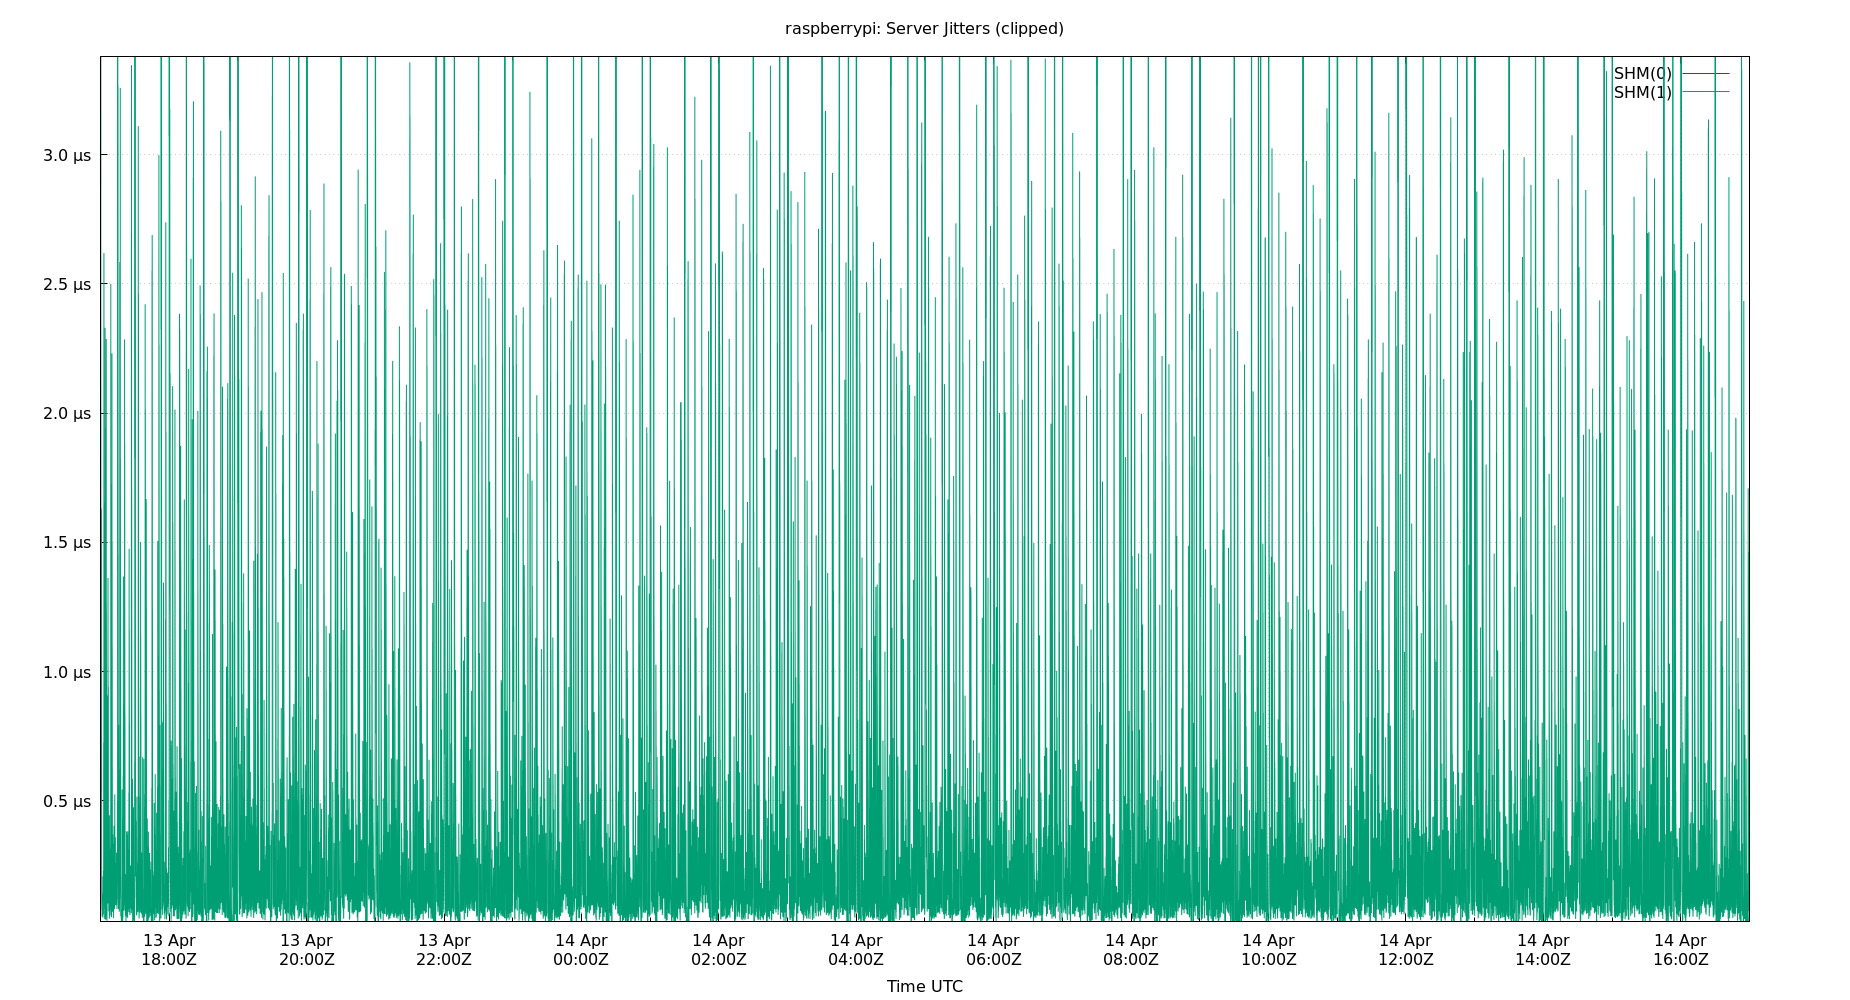 raspberrypi: Server Jitters (clipped)
SHM(0)
SHM(1)
3.0 µs
2.5 µs
2.0 µs
1.5 µs
1.0 µs
0.5 µs
13 Apr 13 Apr 13 Apr 14 Apr 14 Apr 14 Apr 14 Apr 14 Apr 14 Apr 14 Apr 14 Apr 14 Apr
18:00Z 20:00Z 22:00Z 00:00Z 02:00Z 04:00Z 06:00Z 08:00Z 10:00Z 12:00Z 14:00Z 16:00Z
Time UTC